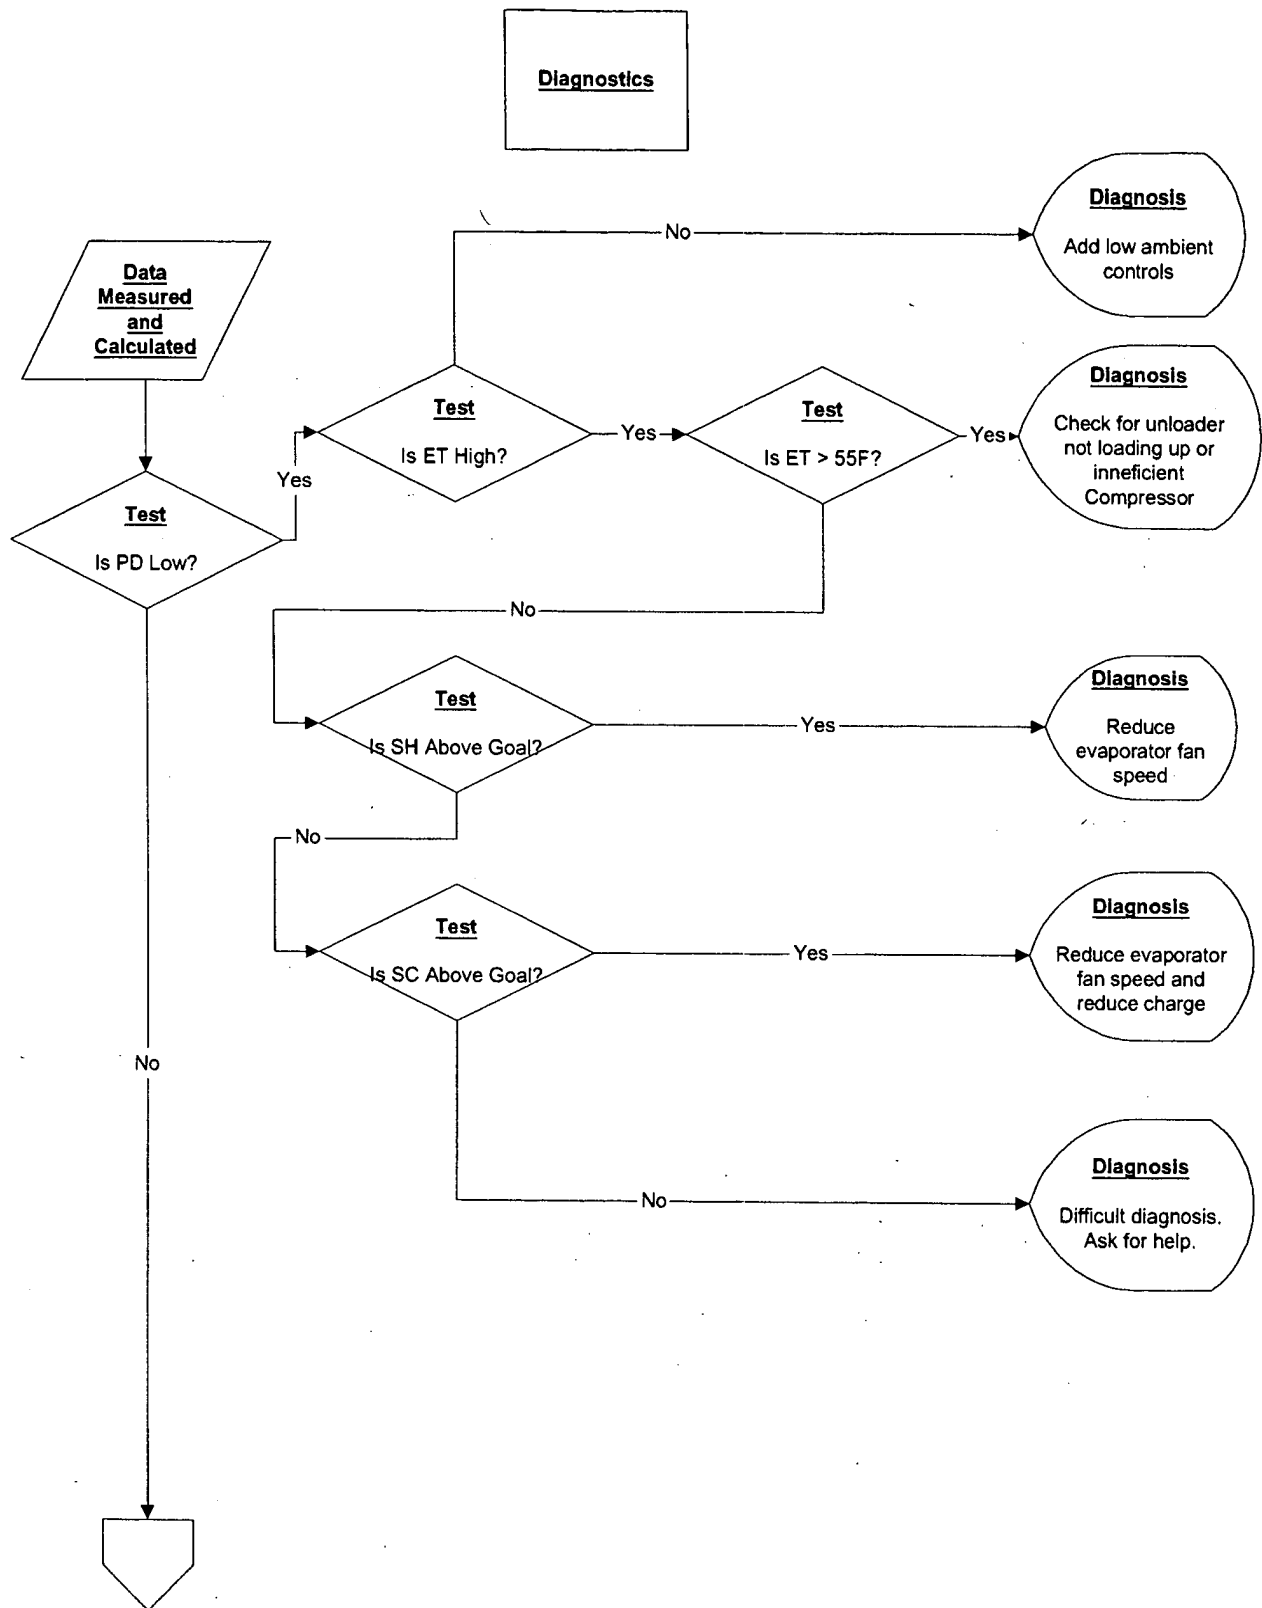 Diagnostics
No
Diagnosis
Add low ambient
controls
Data
Measured
and
Calculated
Test
Is ET High?
Yes
Test
Is ET > 55F?
Yes
Diagnosis
Check for unloader
not loading up or
inneficient
Compressor
Yes
Test
Is PD Low?
No
Test
Is SH Above Goal?
Yes
Diagnosis
Reduce
evaporator fan
speed
No
Test
Is SC Above Goal?
Yes
Diagnosis
Reduce evaporator
fan speed and
reduce charge
No
No
Diagnosis
Difficult diagnosis.
Ask for help.